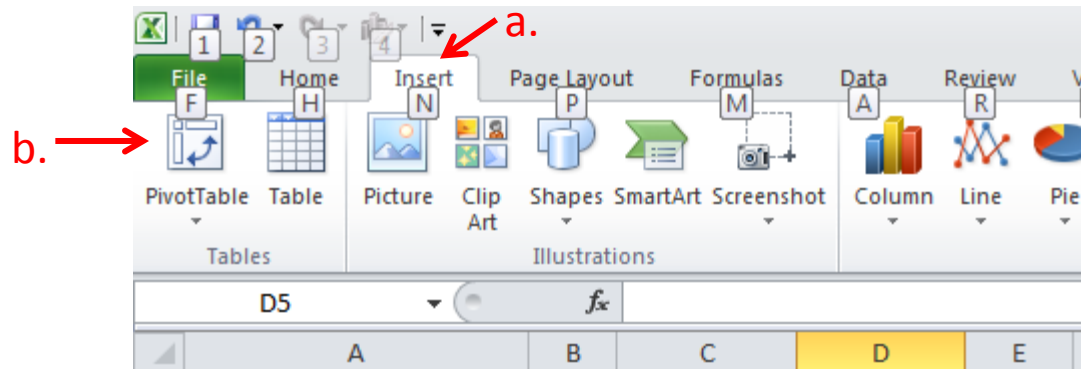 a.
1 2 3 4
File Home Insert Page Layout Formulas Data Review V
F H N P M A R
b.
PivotTable Table Picture Clip Art Shapes SmartArt Screenshot Column Line Pie
Tables Illustrations
D5 fx
A B C D E